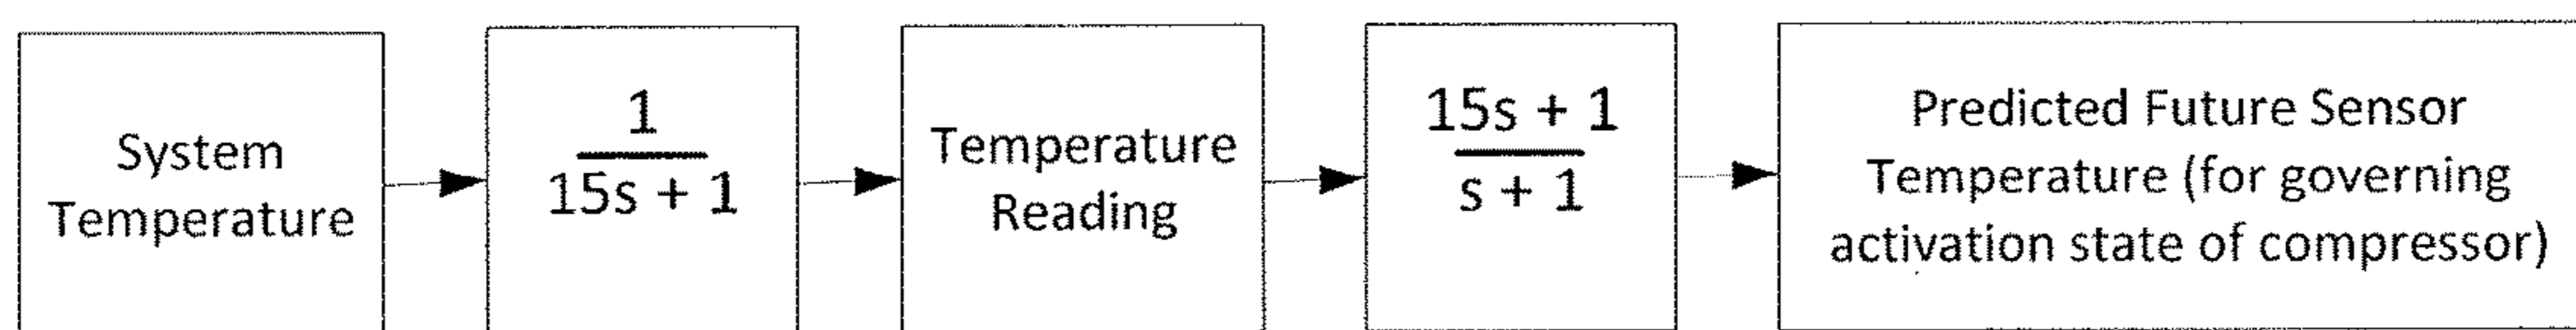 System
Temperature
1
15s + 1
Temperature
Reading
15s + 1
s + 1
Predicted Future Sensor
Temperature (for governing
activation state of compressor)